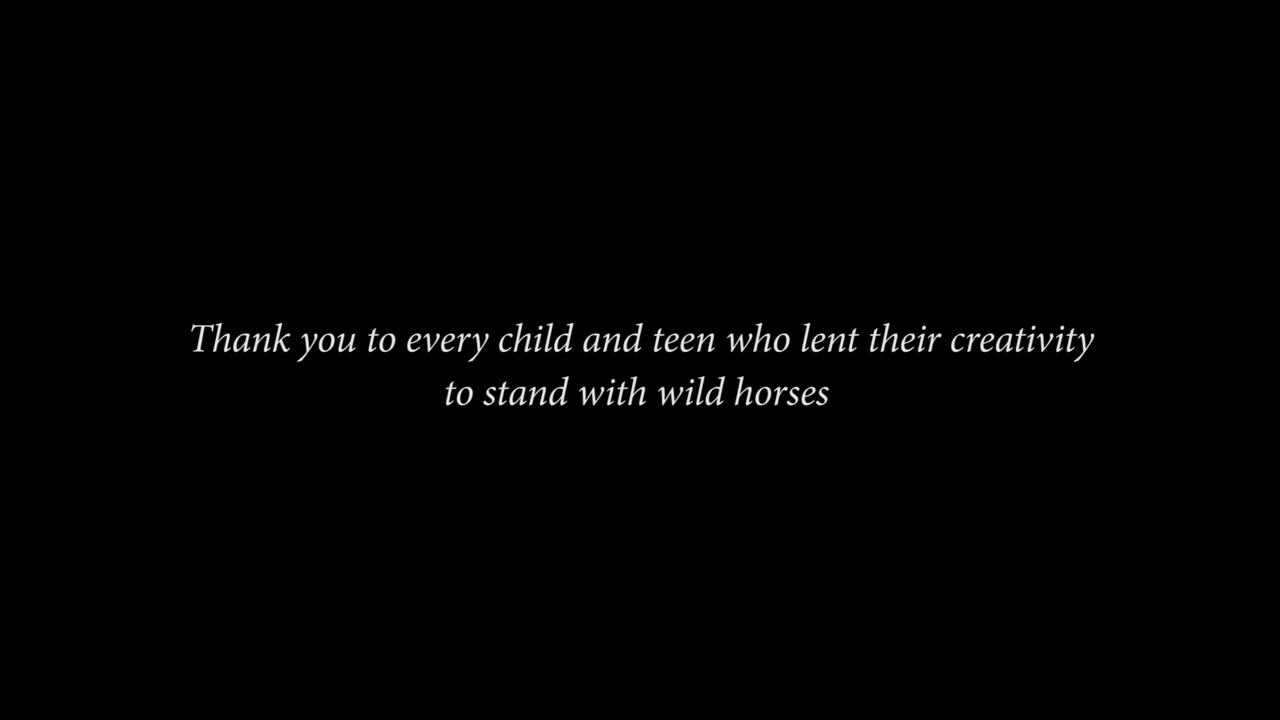 Thank you to every child and teen who lent their creativity
to stand with wild horses